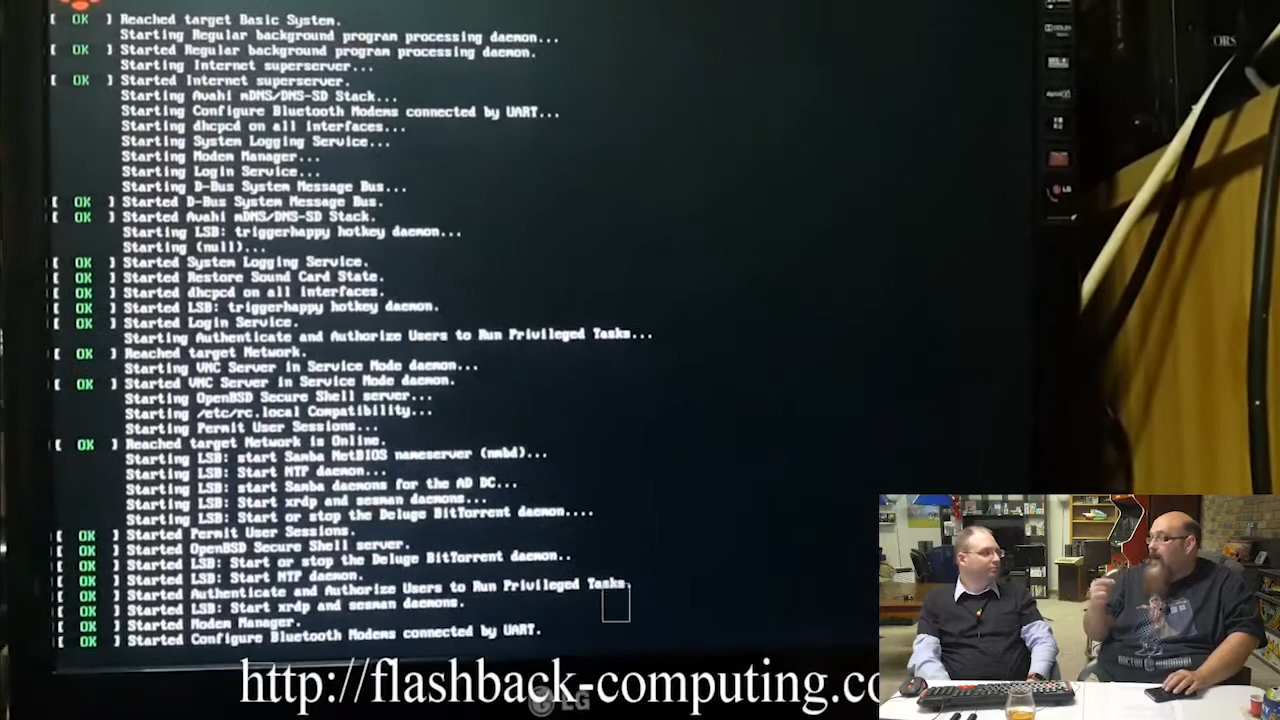 [ OK ] Reached target Basic System.
Starting Regular background program processing daemon...
[ OK ] Started Regular background program processing daemon.
Starting Internet superserver...
[ OK ] Started Internet superserver.
Starting Avahi mDNS/DNS-SD Stack...
Starting Configure Bluetooth Modems connected by UART...
Starting dhcpcd on all interfaces...
Starting System Logging Service...
Starting Modem Manager...
Starting Login Service...
Starting D-Bus System Message Bus...
[ OK ] Started D-Bus System Message Bus.
[ OK ] Started Avahi mDNS/DNS-SD Stack.
Starting LSB: triggerhappy hotkey daemon...
Starting (null)...
[ OK ] Started System Logging Service.
[ OK ] Started Restore Sound Card State.
[ OK ] Started dhcpcd on all interfaces.
[ OK ] Started LSB: triggerhappy hotkey daemon.
[ OK ] Started Login Service.
Starting Authenticate and Authorize Users to Run Privileged Tasks...
[ OK ] Reached target Network.
Starting VNC Server in Service Mode daemon...
[ OK ] Started VNC Server in Service Mode daemon.
Starting OpenBSD Secure Shell server...
Starting /etc/rc.local Compatibility...
Starting Permit User Sessions...
[ OK ] Reached target Network is Online.
Starting LSB: start Samba NetBIOS nameserver (nmbd)...
Starting LSB: Start NTP daemon...
Starting LSB: start Samba daemons for the AD DC...
Starting LSB: Start xrdp and sesman daemons...
Starting LSB: Start or stop the Deluge BitTorrent daemon....
[ OK ] Started Permit User Sessions.
[ OK ] Started OpenBSD Secure Shell server.
[ OK ] Started LSB: Start or stop the Deluge BitTorrent daemon..
[ OK ] Started LSB: Start NTP daemon.
[ OK ] Started Authenticate and Authorize Users to Run Privileged Tasks.
[ OK ] Started LSB: Start xrdp and sesman daemons.
[ OK ] Started Modem Manager.
[ OK ] Started Configure Bluetooth Modems connected by UART.
http://flashback-computing.co
LG
LG
DOCTOR WHO